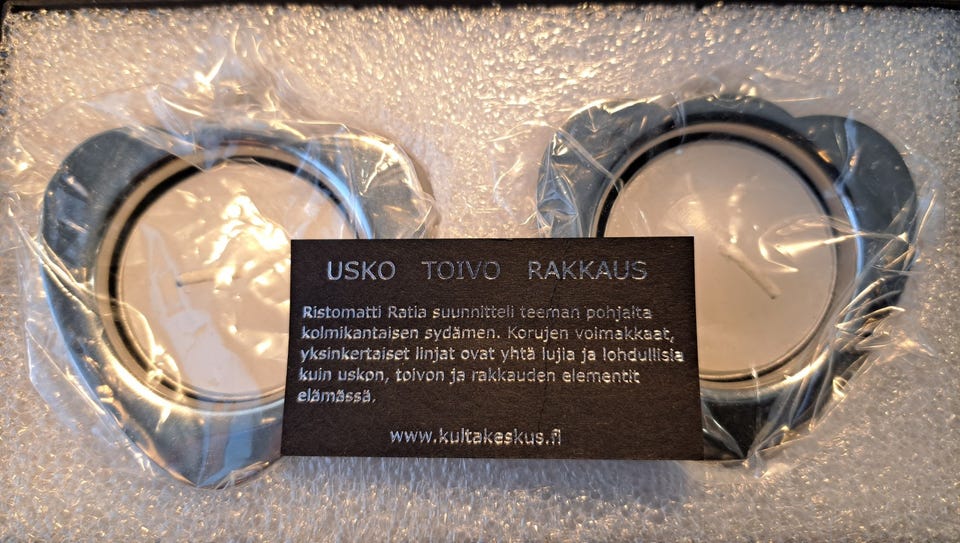 USKO TOIVO RAKKAUS
Ristomatti Ratia suunnitteli teeman pohjalta
kolmikantaisen sydämen. Korujen voimakkaat,
yksinkertaiset linjat ovat yhtä lujia ja lohdullisia
kuin uskon, toivon ja rakkauden elementit
elämässä.
www.kultakeskus.fi